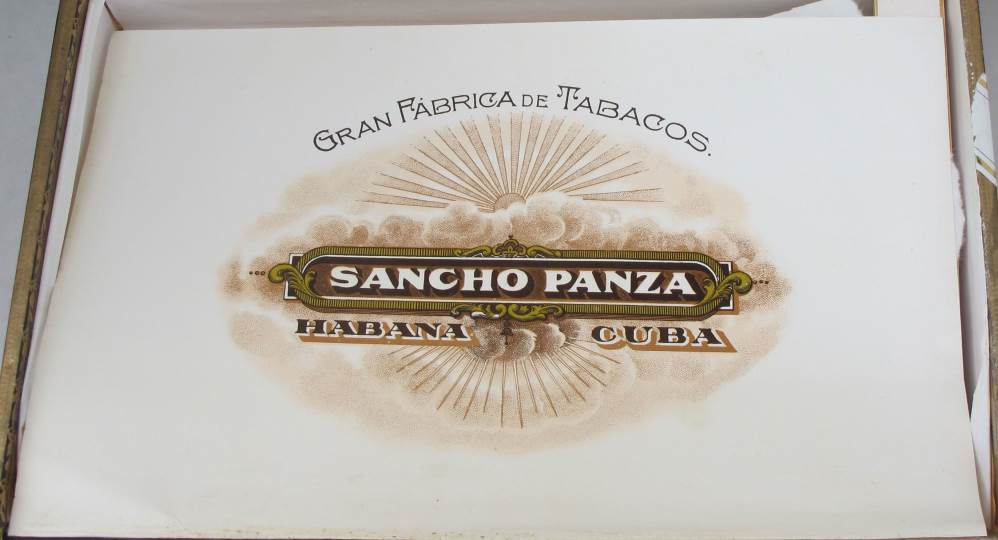 GRAN FÁBRICA DE TABACOS.
SANCHO PANZA
HABANA CUBA